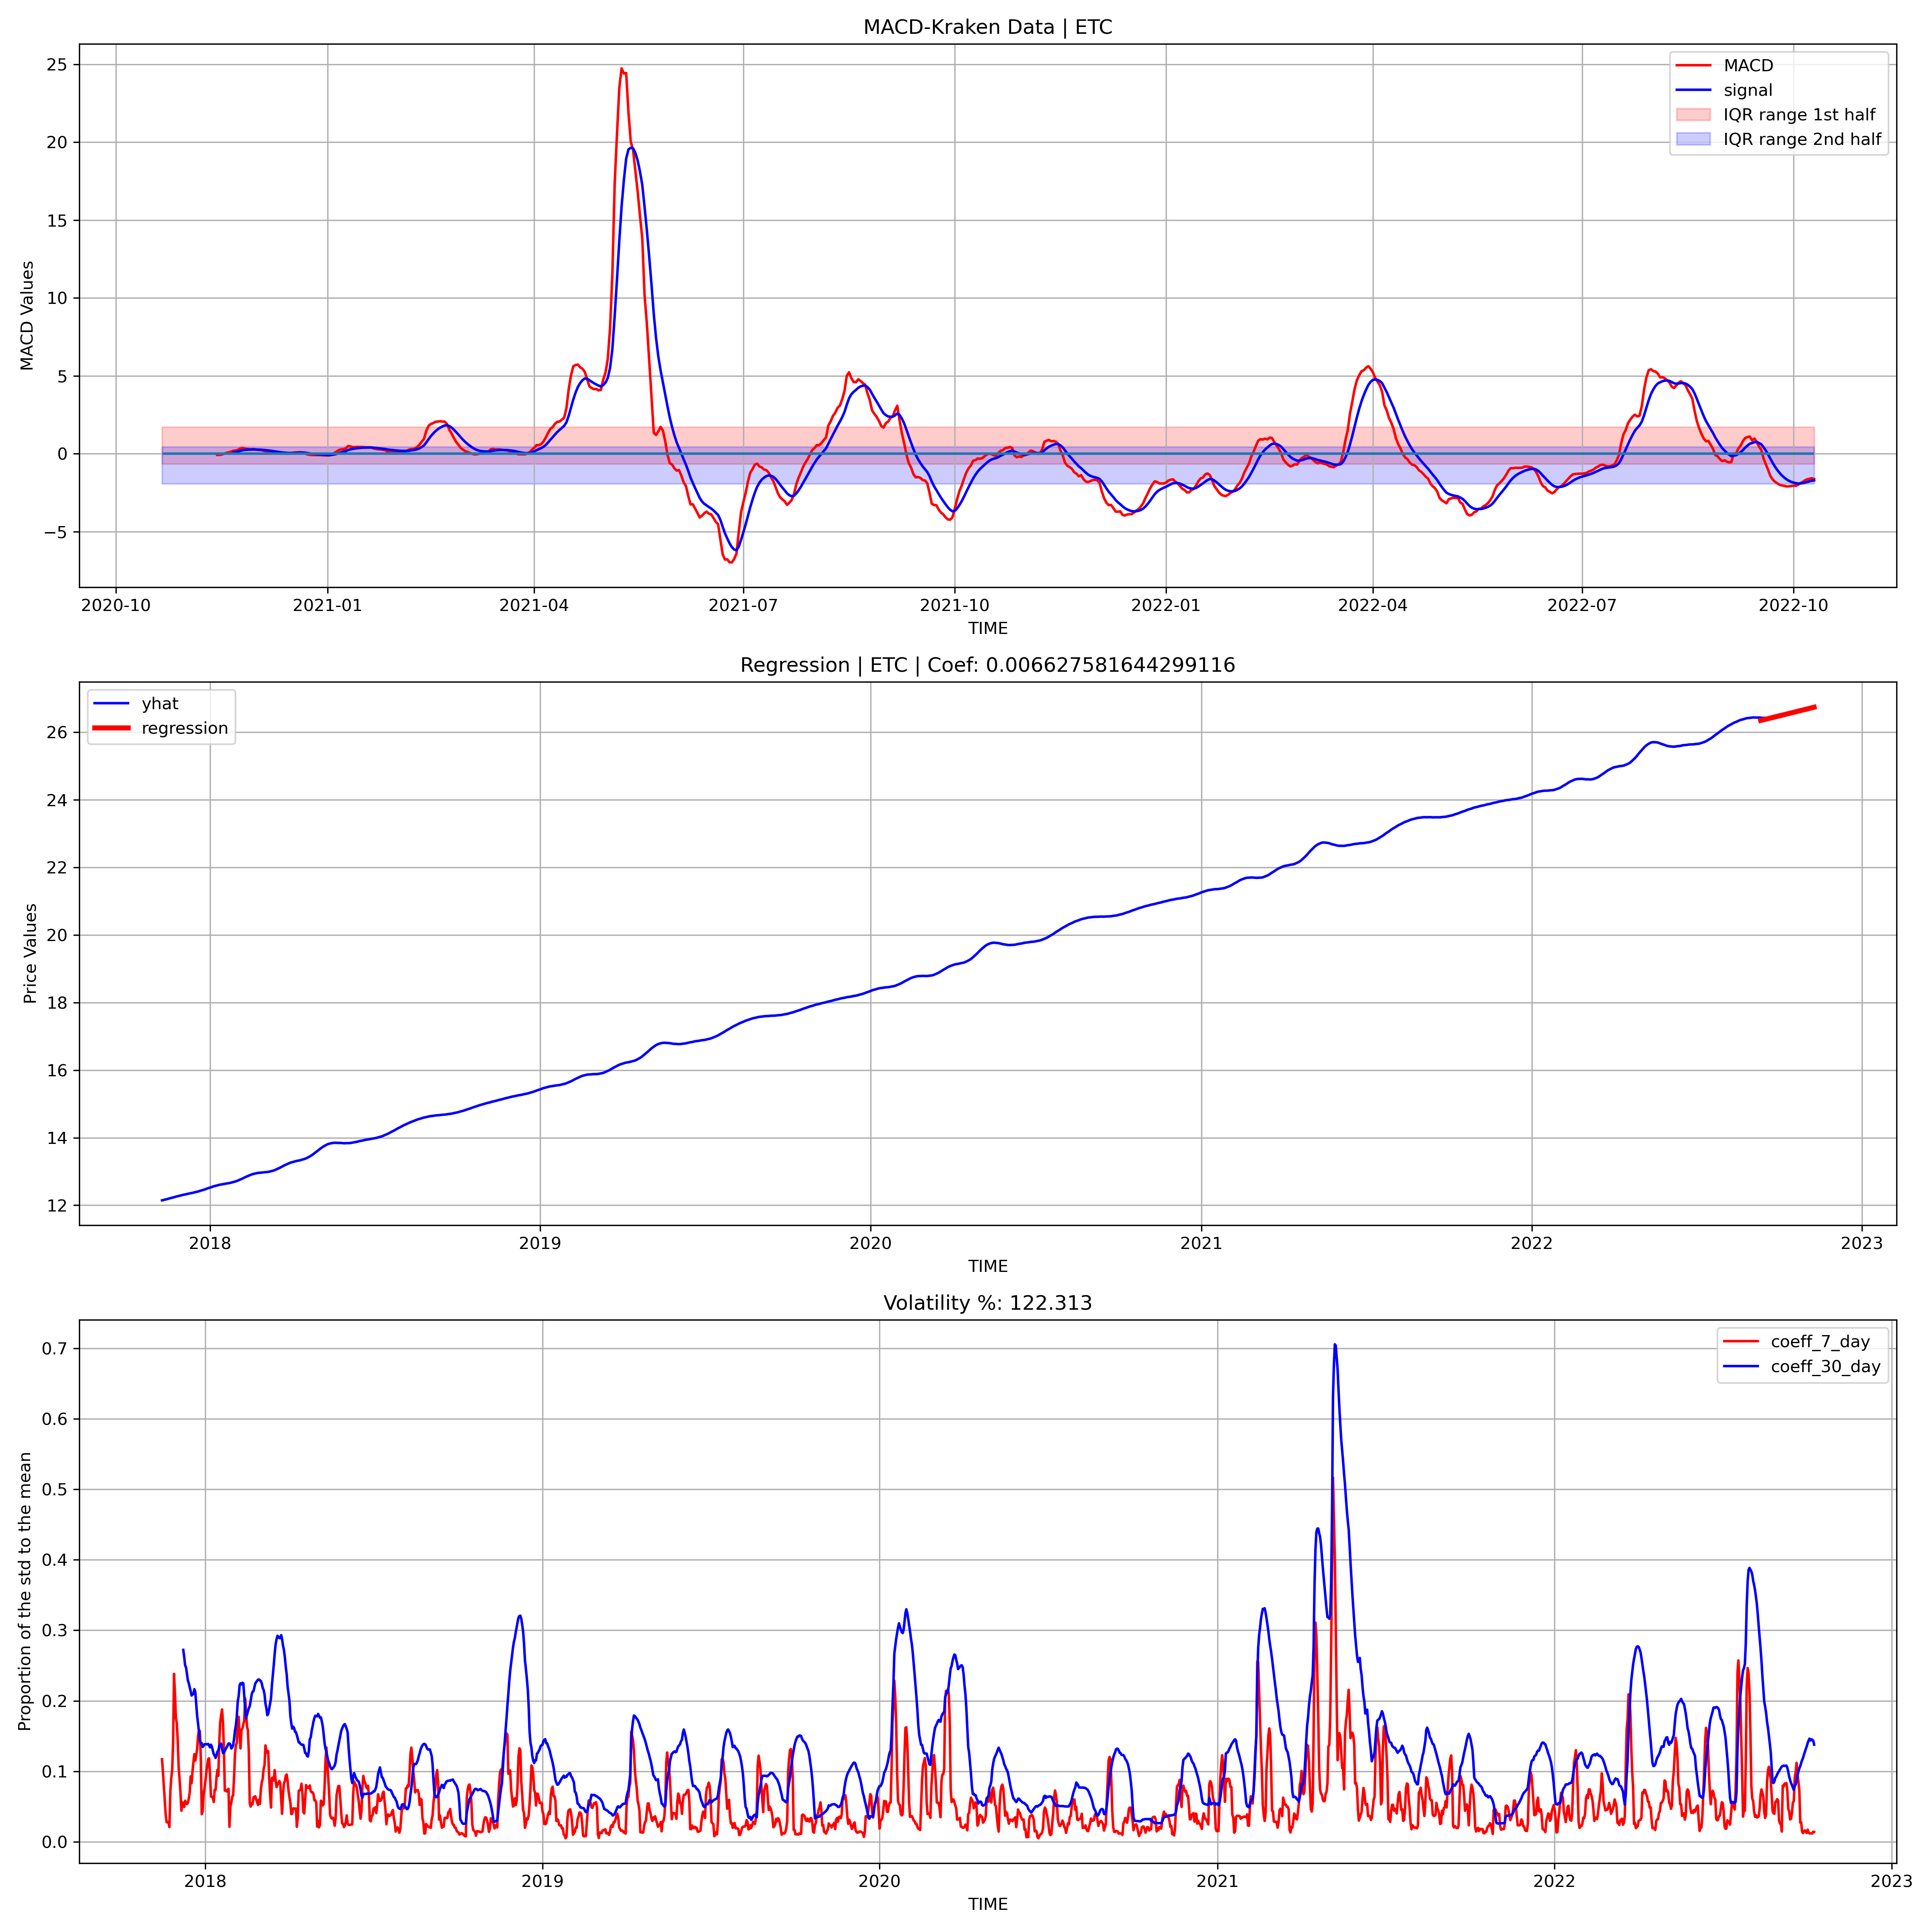 MACD-Kraken Data | ETC
MACD
signal
IQR range 1st half
IQR range 2nd half
25
20
15
10
5
0
−5
MACD Values
2020-10 2021-01 2021-04 2021-07 2021-10 2022-01 2022-04 2022-07 2022-10
TIME
Regression | ETC | Coef: 0.006627581644299116
yhat
regression
26
24
22
20
18
16
14
12
Price Values
2018 2019 2020 2021 2022 2023
TIME
Volatility %: 122.313
coeff_7_day
coeff_30_day
0.7
0.6
0.5
0.4
0.3
0.2
0.1
0.0
Proportion of the std to the mean
2018 2019 2020 2021 2022 2023
TIME